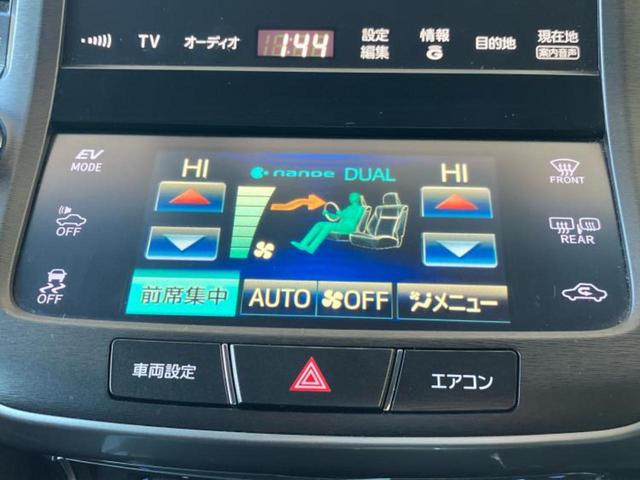 TV オーディオ 1:44 設定 編集 情報 G 目的地 現在地 案内音声
EV MODE
HI nanoe DUAL HI
FRONT
OFF
REAR
OFF
前席集中 AUTO OFF メニュー
車両設定 エアコン